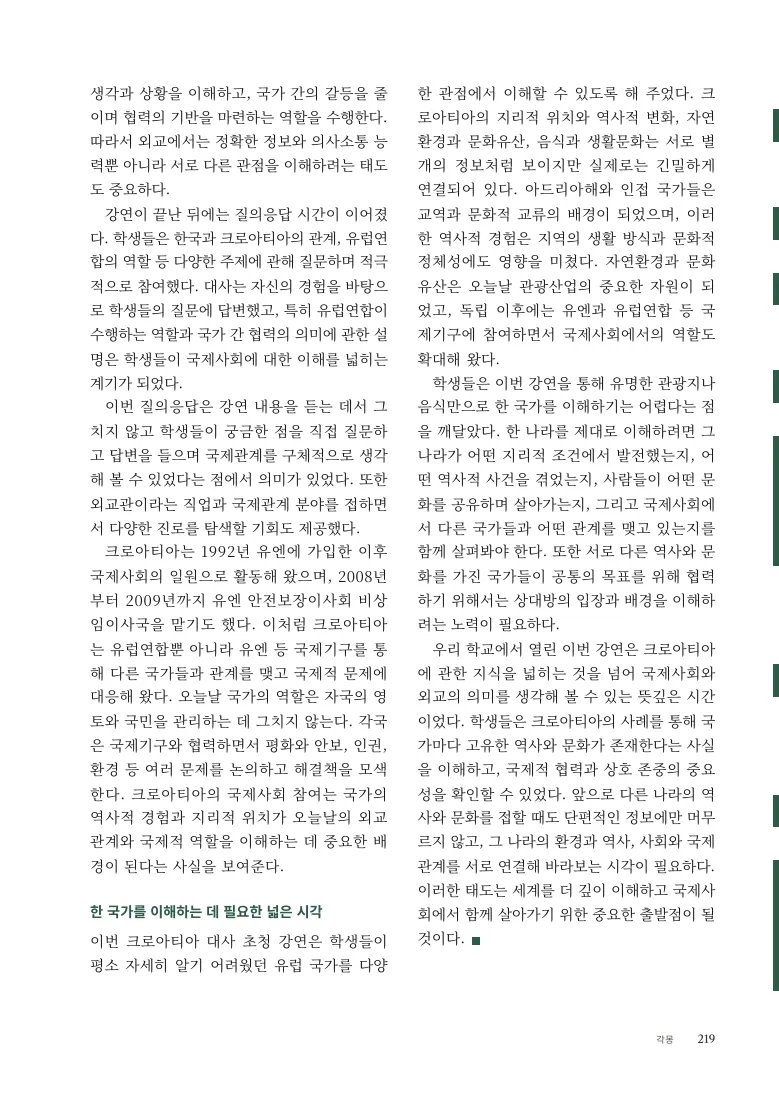 생각과 상황을 이해하고, 국가 간의 갈등을 줄
이며 협력의 기반을 마련하는 역할을 수행한다.
따라서 외교에서는 정확한 정보와 의사소통 능
력뿐 아니라 서로 다른 관점을 이해하려는 태도
도 중요하다.
강연이 끝난 뒤에는 질의응답 시간이 이어졌
다. 학생들은 한국과 크로아티아의 관계, 유럽연
합의 역할 등 다양한 주제에 관해 질문하며 적극
적으로 참여했다. 대사는 자신의 경험을 바탕으
로 학생들의 질문에 답변했고, 특히 유럽연합이
수행하는 역할과 국가 간 협력의 의미에 관한 설
명은 학생들이 국제사회에 대한 이해를 넓히는
계기가 되었다.
이번 질의응답은 강연 내용을 듣는 데서 그
치지 않고 학생들이 궁금한 점을 직접 질문하
고 답변을 들으며 국제관계를 구체적으로 생각
해 볼 수 있었다는 점에서 의미가 있었다. 또한
외교관이라는 직업과 국제관계 분야를 접하면
서 다양한 진로를 탐색할 기회도 제공했다.
크로아티아는 1992년 유엔에 가입한 이후
국제사회의 일원으로 활동해 왔으며, 2008년
부터 2009년까지 유엔 안전보장이사회 비상
임이사국을 맡기도 했다. 이처럼 크로아티아
는 유럽연합뿐 아니라 유엔 등 국제기구를 통
해 다른 국가들과 관계를 맺고 국제적 문제에
대응해 왔다. 오늘날 국가의 역할은 자국의 영
토와 국민을 관리하는 데 그치지 않는다. 각국
은 국제기구와 협력하면서 평화와 안보, 인권,
환경 등 여러 문제를 논의하고 해결책을 모색
한다. 크로아티아의 국제사회 참여는 국가의
역사적 경험과 지리적 위치가 오늘날의 외교
관계와 국제적 역할을 이해하는 데 중요한 배
경이 된다는 사실을 보여준다.
한 국가를 이해하는 데 필요한 넓은 시각
이번 크로아티아 대사 초청 강연은 학생들이
평소 자세히 알기 어려웠던 유럽 국가를 다양
한 관점에서 이해할 수 있도록 해 주었다. 크
로아티아의 지리적 위치와 역사적 변화, 자연
환경과 문화유산, 음식과 생활문화는 서로 별
개의 정보처럼 보이지만 실제로는 긴밀하게
연결되어 있다. 아드리아해와 인접 국가들은
교역과 문화적 교류의 배경이 되었으며, 이러
한 역사적 경험은 지역의 생활 방식과 문화적
정체성에도 영향을 미쳤다. 자연환경과 문화
유산은 오늘날 관광산업의 중요한 자원이 되
었고, 독립 이후에는 유엔과 유럽연합 등 국
제기구에 참여하면서 국제사회에서의 역할도
확대해 왔다.
학생들은 이번 강연을 통해 유명한 관광지나
음식만으로 한 국가를 이해하기는 어렵다는 점
을 깨달았다. 한 나라를 제대로 이해하려면 그
나라가 어떤 지리적 조건에서 발전했는지, 어
떤 역사적 사건을 겪었는지, 사람들이 어떤 문
화를 공유하며 살아가는지, 그리고 국제사회에
서 다른 국가들과 어떤 관계를 맺고 있는지를
함께 살펴봐야 한다. 또한 서로 다른 역사와 문
화를 가진 국가들이 공통의 목표를 위해 협력
하기 위해서는 상대방의 입장과 배경을 이해하
려는 노력이 필요하다.
우리 학교에서 열린 이번 강연은 크로아티아
에 관한 지식을 넓히는 것을 넘어 국제사회와
외교의 의미를 생각해 볼 수 있는 뜻깊은 시간
이었다. 학생들은 크로아티아의 사례를 통해 국
가마다 고유한 역사와 문화가 존재한다는 사실
을 이해하고, 국제적 협력과 상호 존중의 중요
성을 확인할 수 있었다. 앞으로 다른 나라의 역
사와 문화를 접할 때도 단편적인 정보에만 머무
르지 않고, 그 나라의 환경과 역사, 사회와 국제
관계를 서로 연결해 바라보는 시각이 필요하다.
이러한 태도는 세계를 더 깊이 이해하고 국제사
회에서 함께 살아가기 위한 중요한 출발점이 될
것이다. ■
각몽 219